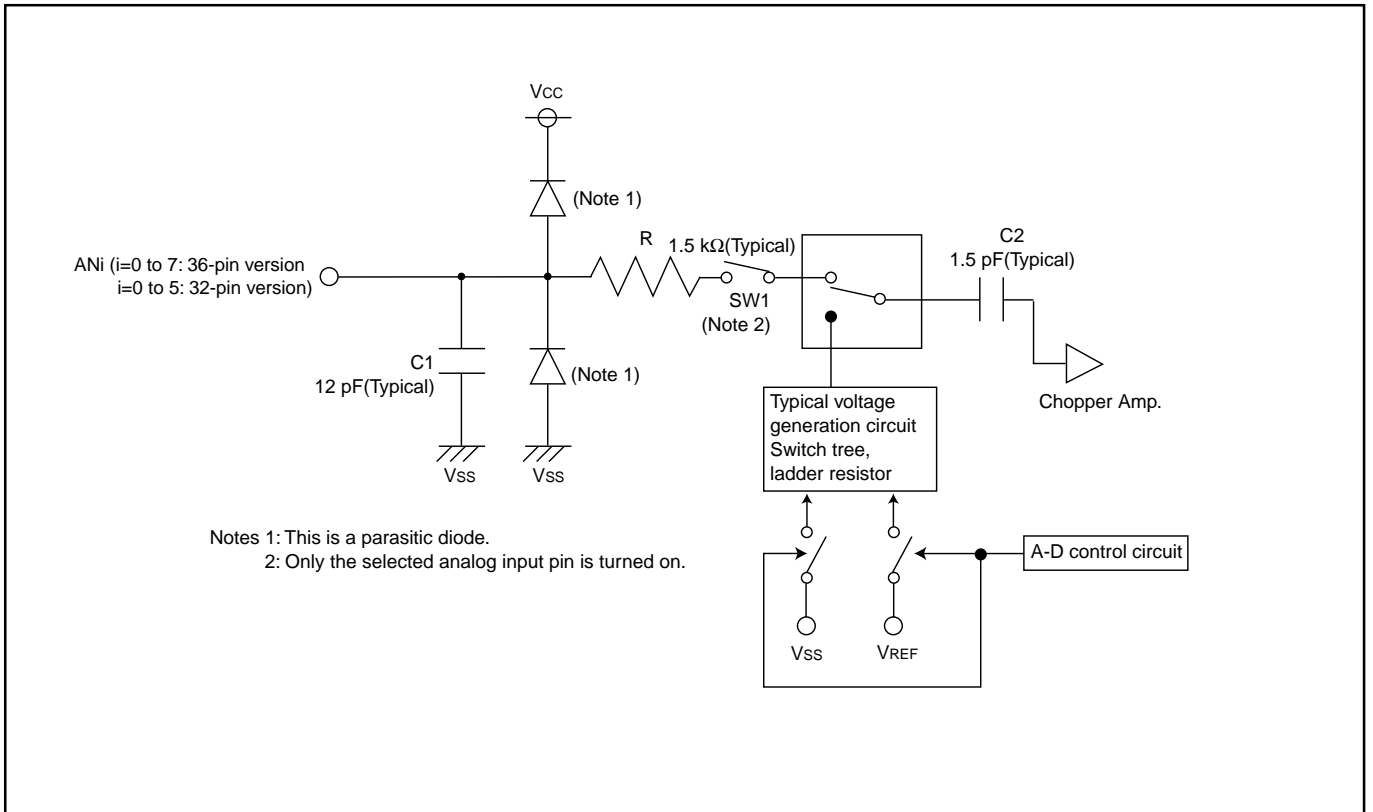 VCC
(Note 1)
R
1.5 kΩ(Typical)
C2
1.5 pF(Typical)
ANi (i=0 to 7: 36-pin version
i=0 to 5: 32-pin version)
SW1
(Note 2)
C1
12 pF(Typical)
(Note 1)
Chopper Amp.
Typical voltage
generation circuit
Switch tree,
ladder resistor
VSS
VSS
Notes 1: This is a parasitic diode.
2: Only the selected analog input pin is turned on.
A-D control circuit
VSS
VREF